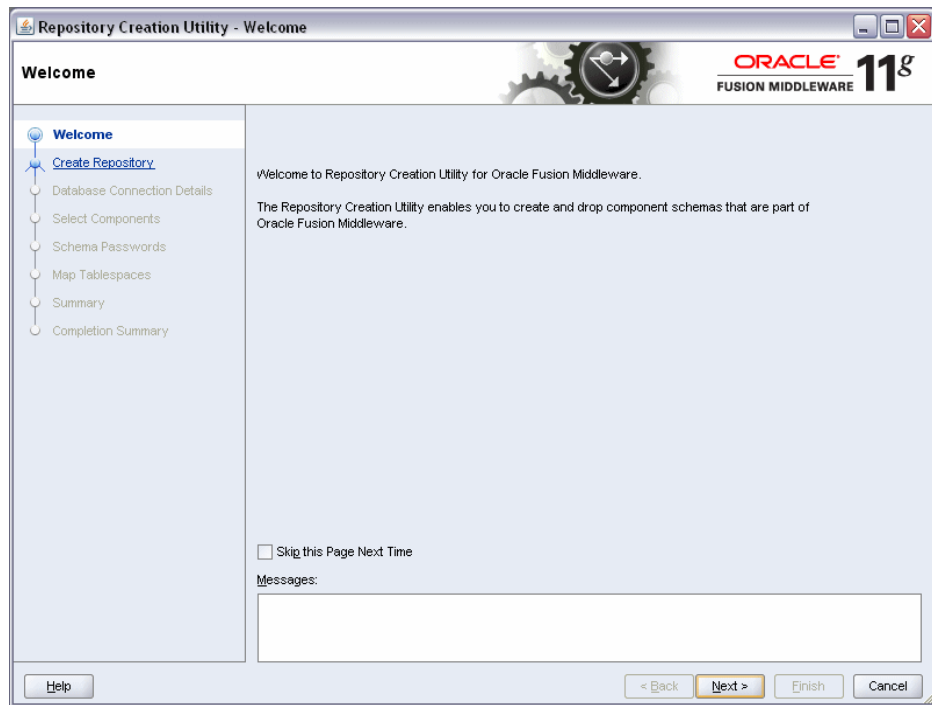 Repository Creation Utility - Welcome
Welcome
ORACLE
FUSION MIDDLEWARE
11g
Welcome
Create Repository
Database Connection Details
Select Components
Schema Passwords
Map Tablespaces
Summary
Completion Summary
Welcome to Repository Creation Utility for Oracle Fusion Middleware.
The Repository Creation Utility enables you to create and drop component schemas that are part of
Oracle Fusion Middleware.
Skip this Page Next Time
Messages:
Help
< Back
Next >
Finish
Cancel